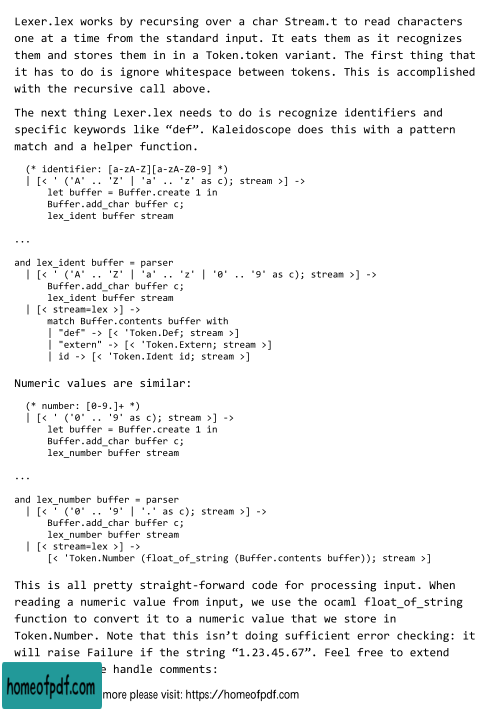 Lexer.lex works by recursing over a char Stream.t to read characters
one at a time from the standard input. It eats them as it recognizes
them and stores them in in a Token.token variant. The first thing that
it has to do is ignore whitespace between tokens. This is accomplished
with the recursive call above.
The next thing Lexer.lex needs to do is recognize identifiers and
specific keywords like “def”. Kaleidoscope does this with a pattern
match and a helper function.
(* identifier: [a-zA-Z][a-zA-Z0-9] *)
| [< ' ('A' .. 'Z' | 'a' .. 'z' as c); stream >] ->
let buffer = Buffer.create 1 in
Buffer.add_char buffer c;
lex_ident buffer stream
...
and lex_ident buffer = parser
| [< ' ('A' .. 'Z' | 'a' .. 'z' | '0' .. '9' as c); stream >] ->
Buffer.add_char buffer c;
lex_ident buffer stream
| [< stream=lex >] ->
match Buffer.contents buffer with
| "def" -> [< 'Token.Def; stream >]
| "extern" -> [< 'Token.Extern; stream >]
| id -> [< 'Token.Ident id; stream >]
Numeric values are similar:
(* number: [0-9.]+ *)
| [< ' ('0' .. '9' as c); stream >] ->
let buffer = Buffer.create 1 in
Buffer.add_char buffer c;
lex_number buffer stream
...
and lex_number buffer = parser
| [< ' ('0' .. '9' | '.' as c); stream >] ->
Buffer.add_char buffer c;
lex_number buffer stream
| [< stream=lex >] ->
[< 'Token.Number (float_of_string (Buffer.contents buffer)); stream >]
This is all pretty straight-forward code for processing input. When
reading a numeric value from input, we use the ocaml float_of_string
function to convert it to a numeric value that we store in
Token.Number. Note that this isn’t doing sufficient error checking: it
will raise Failure if the string “1.23.45.67”. Feel free to extend
handle comments:
homeofpdf.com
more please visit: https://homeofpdf.com